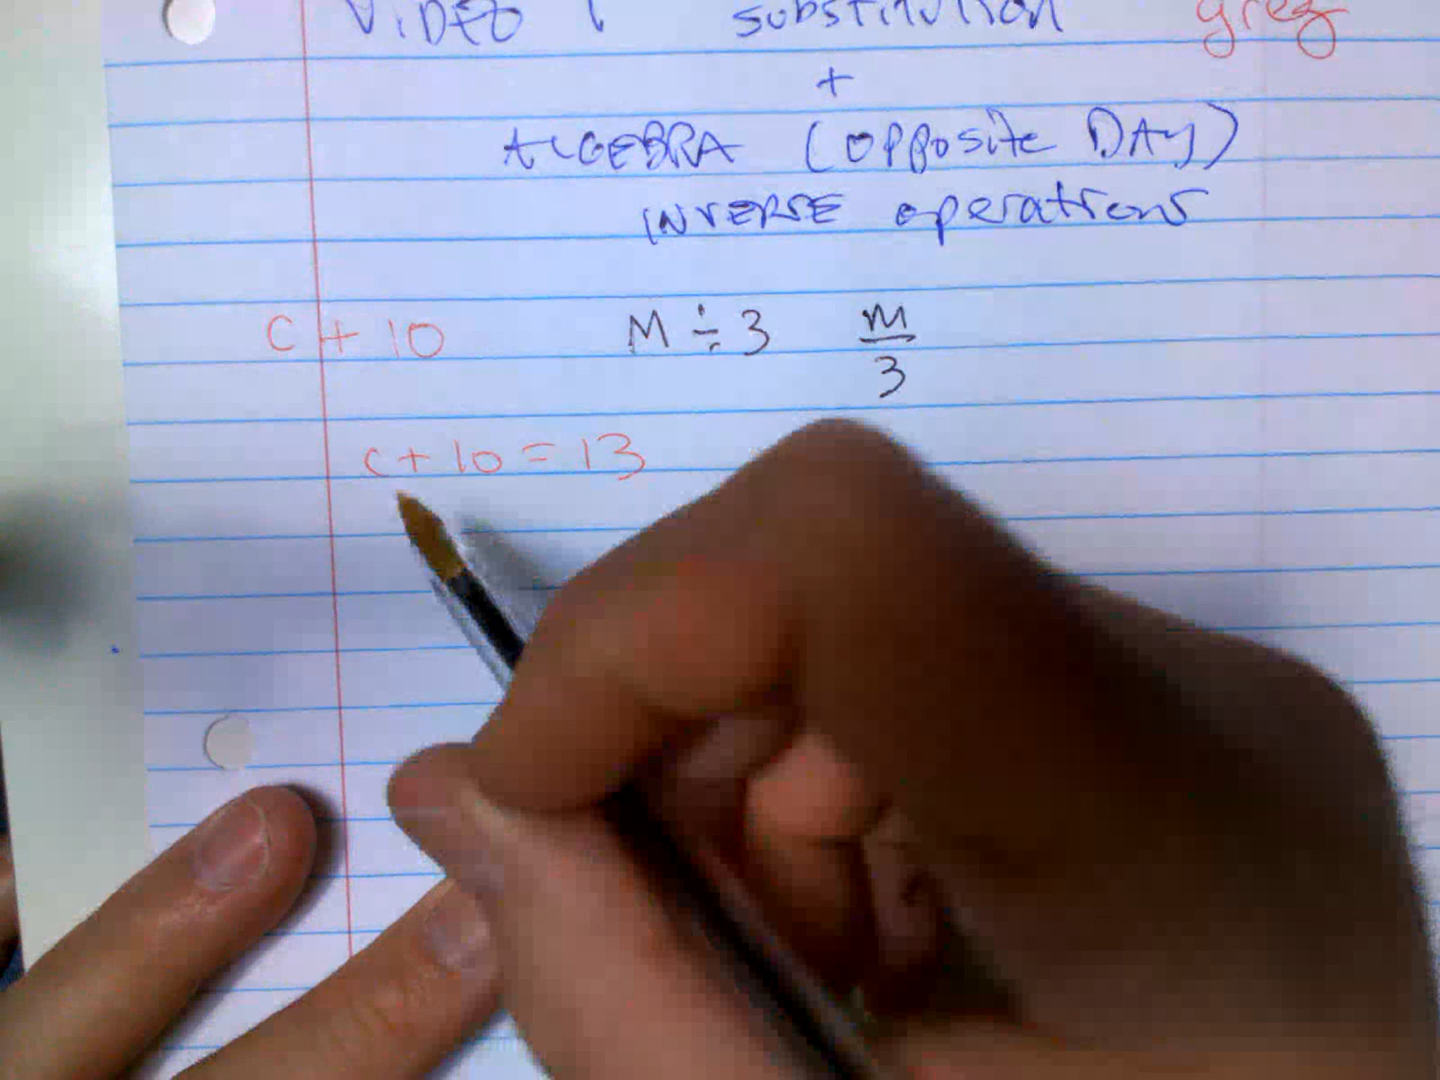 VIDEO 1 substitution greg
+
ALGEBRA (opposite DAY)
INVERSE operations
C + 10 M ÷ 3 m/3
c + 10 = 13